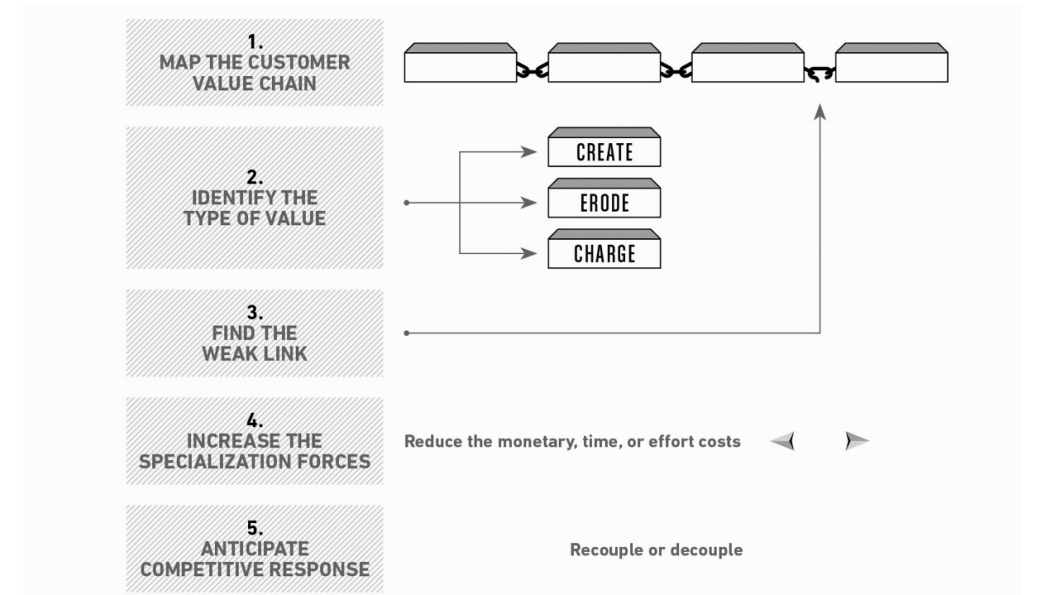 1.
MAP THE CUSTOMER
VALUE CHAIN
2.
IDENTIFY THE
TYPE OF VALUE
CREATE
ERODE
CHARGE
3.
FIND THE
WEAK LINK
4.
INCREASE THE
SPECIALIZATION FORCES
Reduce the monetary, time, or effort costs
5.
ANTICIPATE
COMPETITIVE RESPONSE
Recouple or decouple